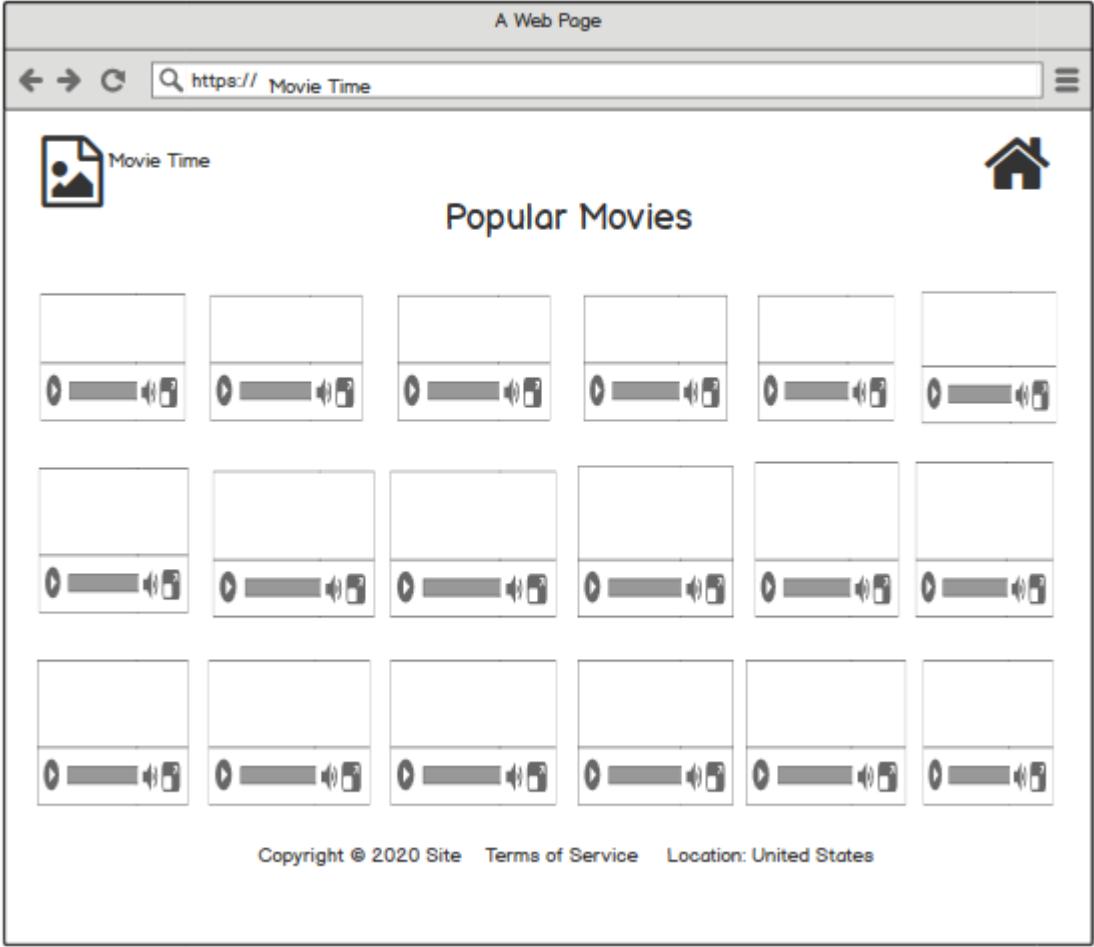 A Web Page
https:// Movie Time
Movie Time
Popular Movies
Copyright © 2020 Site Terms of Service Location: United States